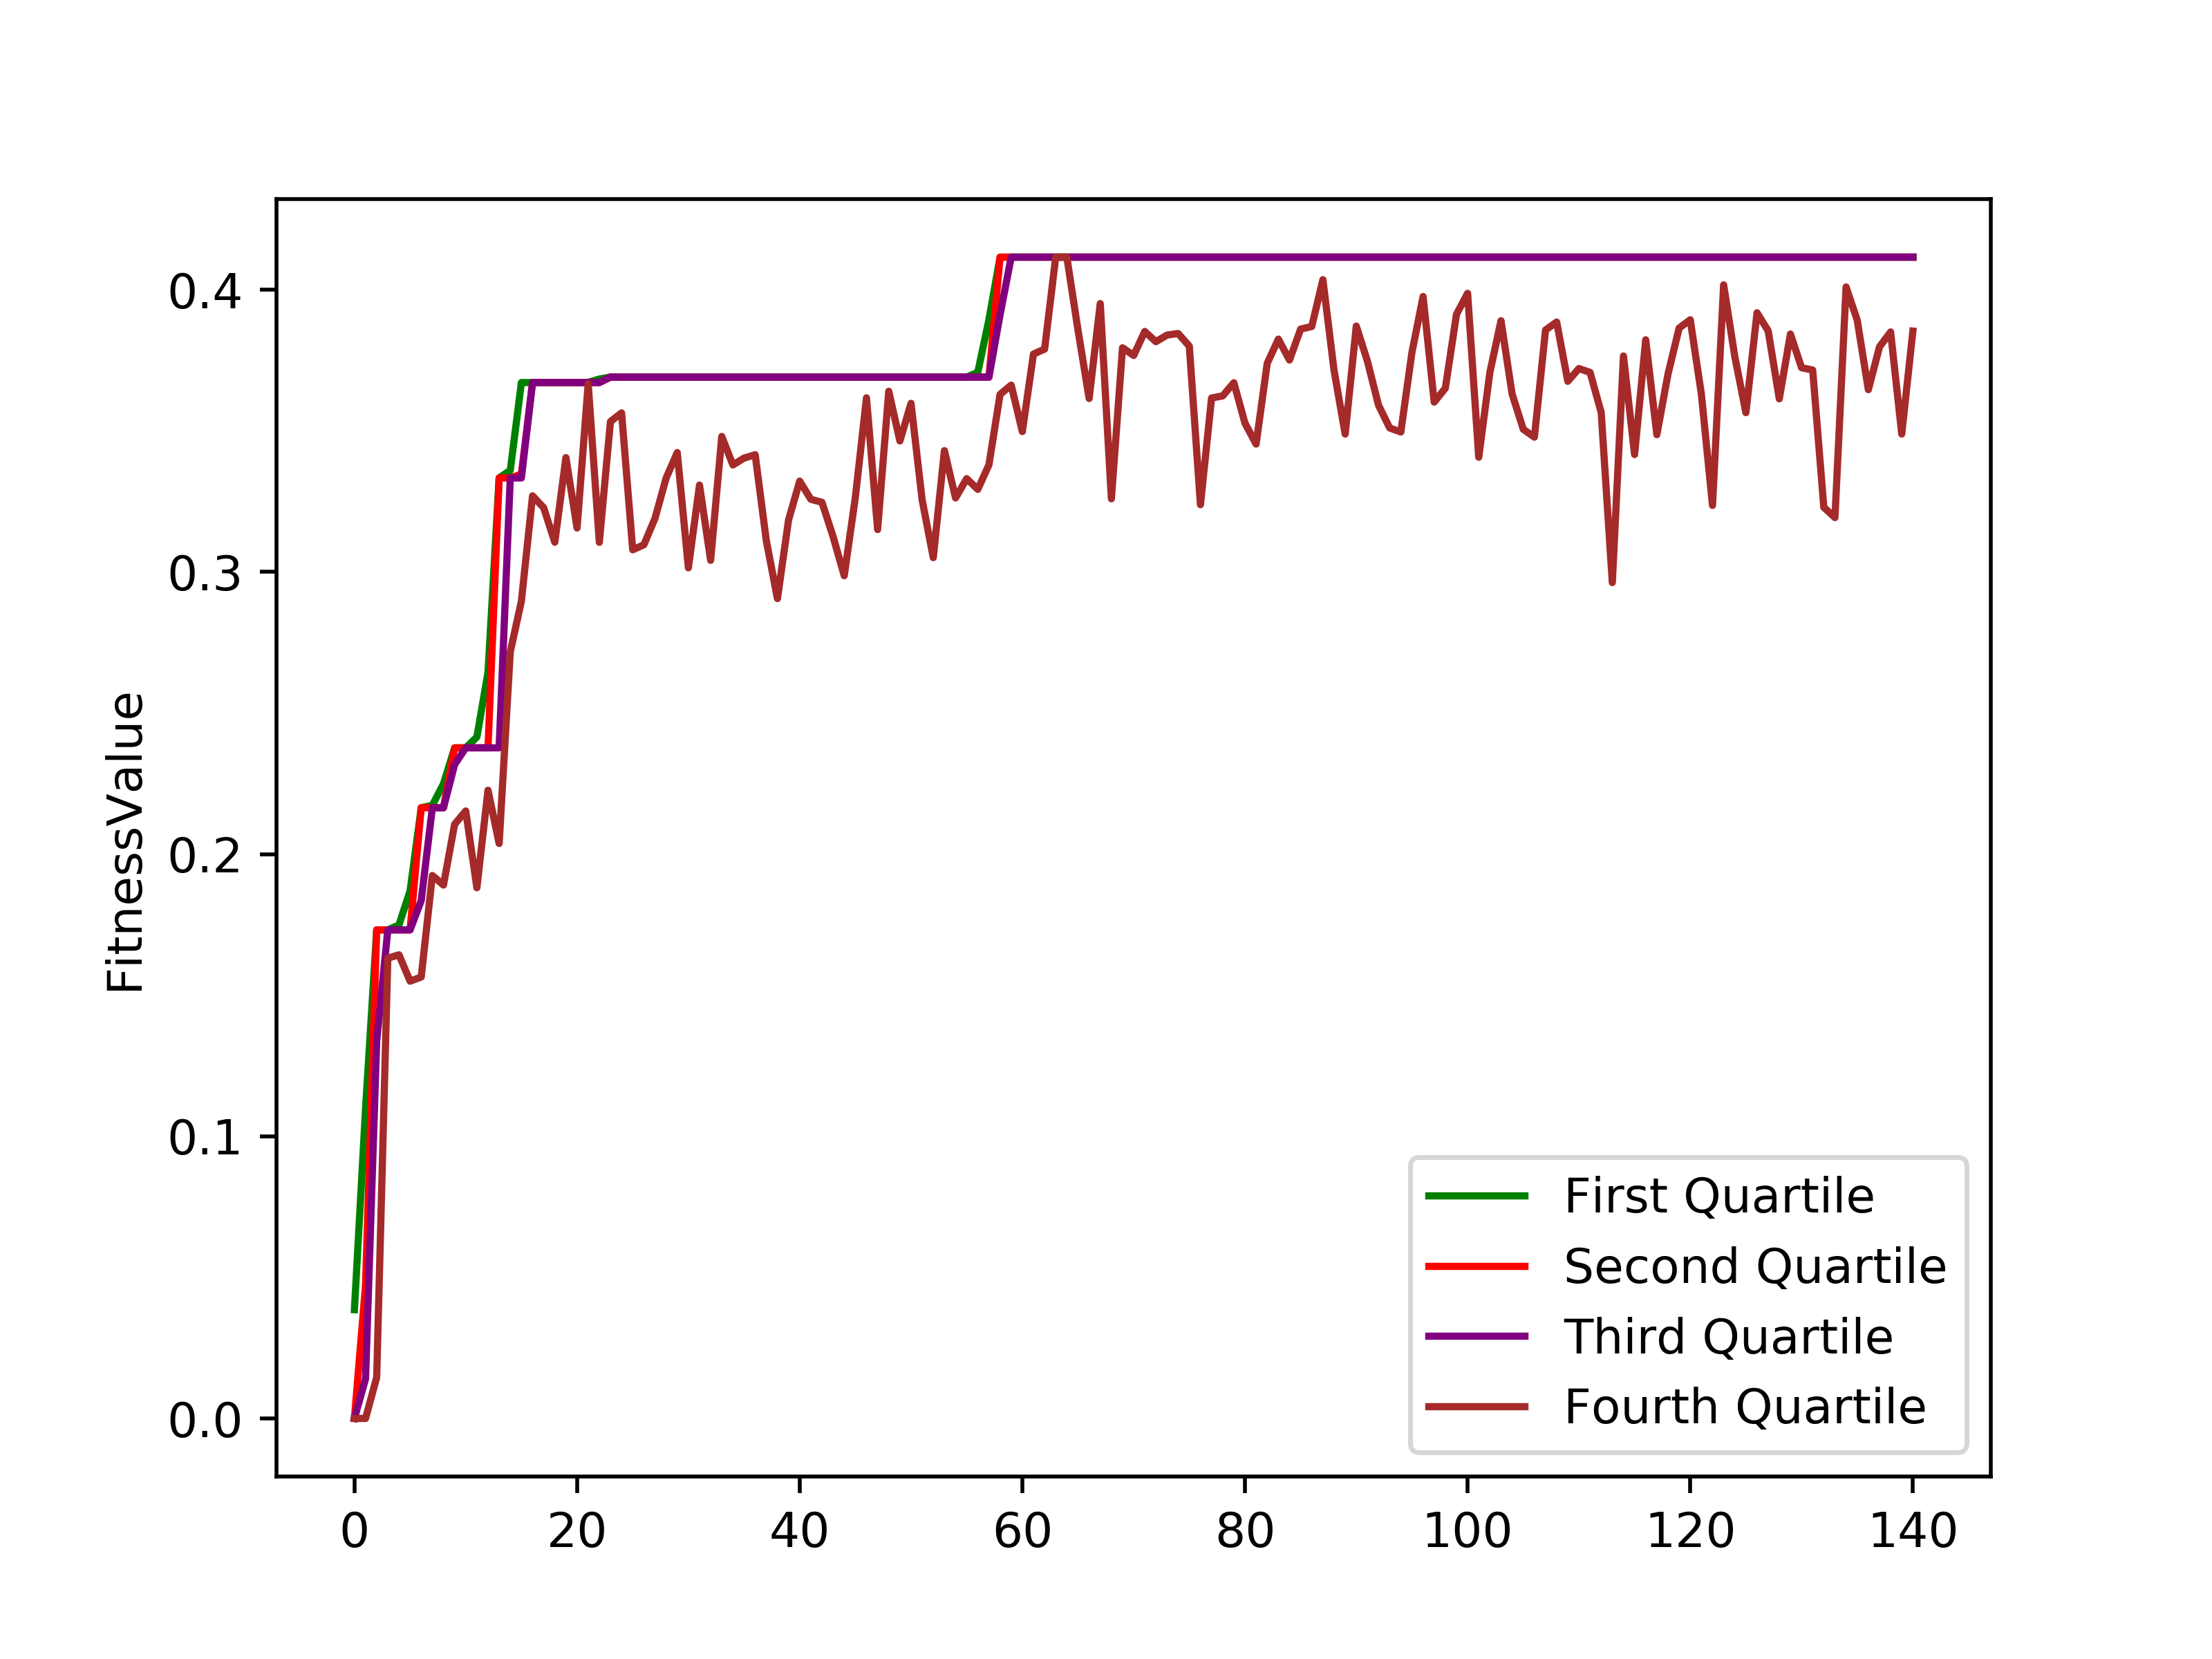 FitnessValue
0.4
0.3
0.2
0.1
0.0
0 20 40 60 80 100 120 140
First Quartile
Second Quartile
Third Quartile
Fourth Quartile